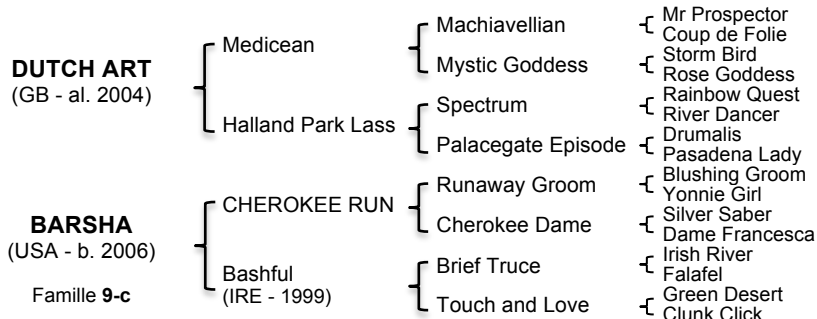 DUTCH ART
(GB - al. 2004)
Medicean
Halland Park Lass
Machiavellian
Mystic Goddess
Spectrum
Palacegate Episode
Mr Prospector
Coup de Folie
Storm Bird
Rose Goddess
Rainbow Quest
River Dancer
Drumalis
Pasadena Lady
BARSHA
(USA - b. 2006)
Famille 9-c
CHEROKEE RUN
Bashful
(IRE - 1999)
Runaway Groom
Cherokee Dame
Brief Truce
Touch and Love
Blushing Groom
Yonnie Girl
Silver Saber
Dame Francesca
Irish River
Falafel
Green Desert
Clunk Click